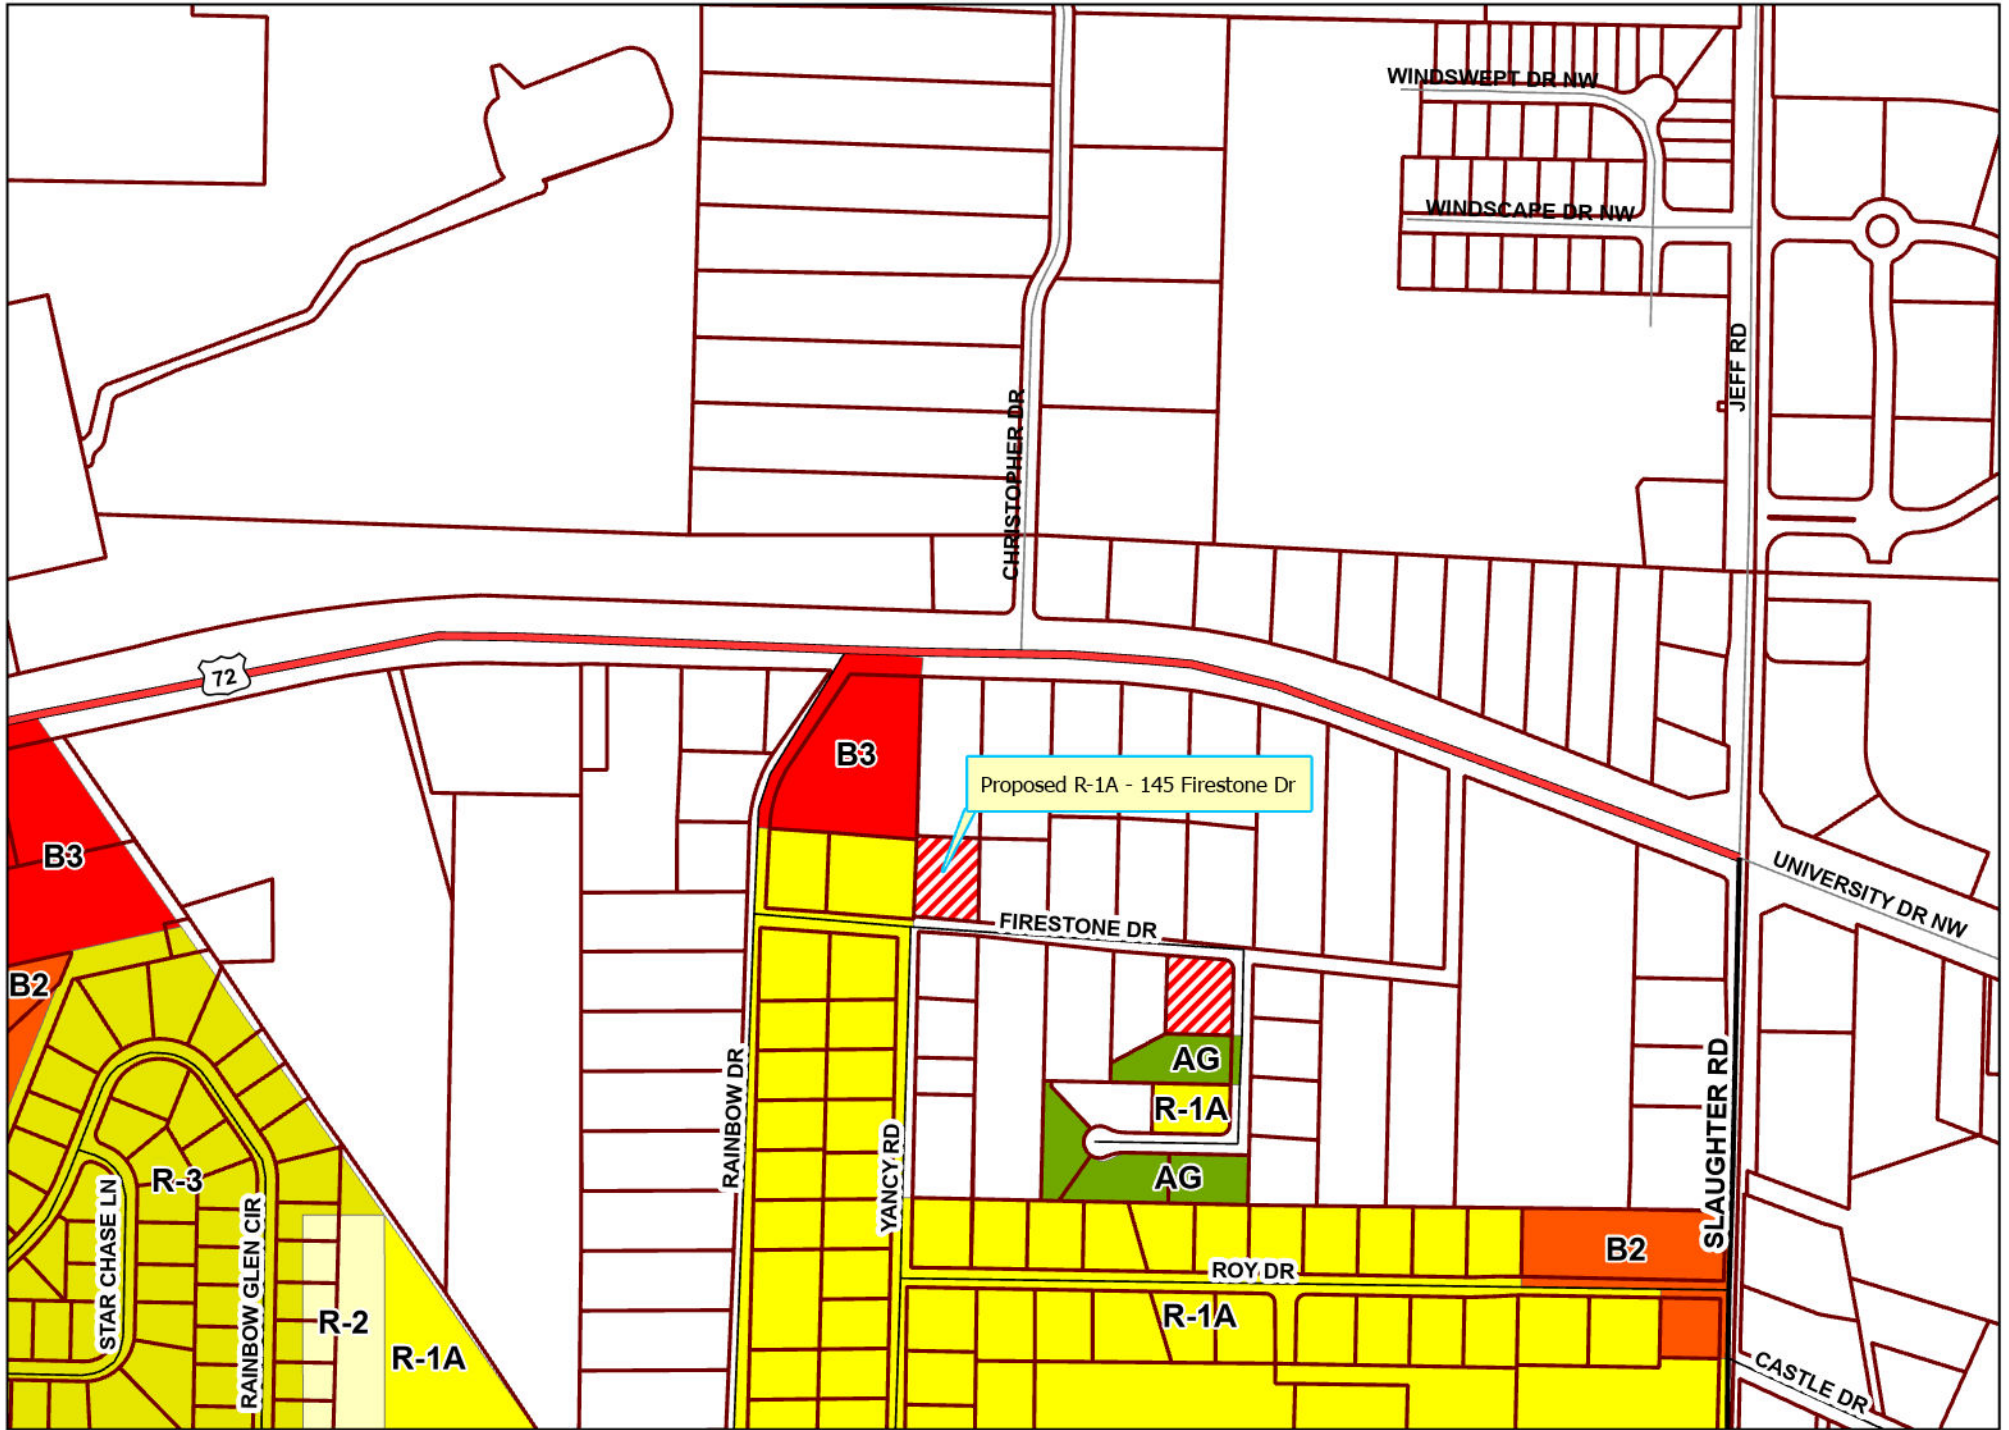 WINDSWEPT DR NW
WINDSCAPE DR NW
JEFF RD
CHRISTOPHER DR
72
B3
Proposed R-1A - 145 Firestone Dr
B3
UNIVERSITY DR NW
FIRESTONE DR
B2
AG
R-1A
RAINBOW DR
YANCY RD
SLAUGHTER RD
AG
R-3
STAR CHASE LN
RAINBOW GLEN CIR
B2
ROY DR
R-2
R-1A
R-1A
CASTLE DR